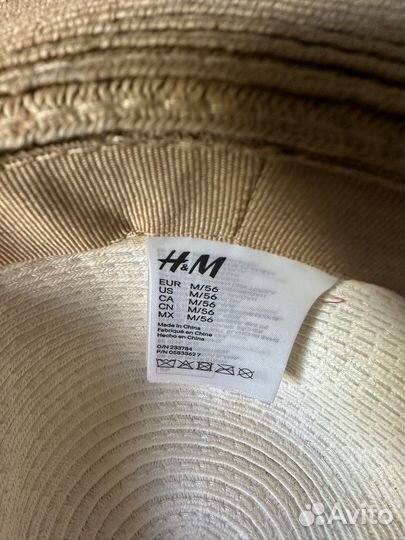 H&M
EUR M/56
US M/56
CA M/56
CN M/56
MX M/56
Made in China
Fabriqué en Chine
Hecho en China
O/N 233784
P/N 0583362 7
Avito